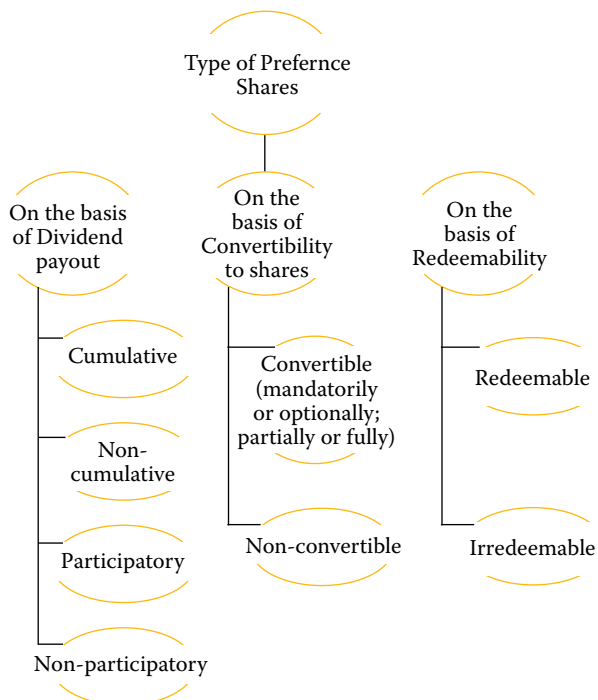 Type of Prefernce
Shares
On the basis
of Dividend
payout
Cumulative
Non-
cumulative
Participatory
Non-participatory
On the
basis of
Convertibility
to shares
Convertible
(mandatorily
or optionally;
partially or fully)
Non-convertible
On the
basis of
Redeemability
Redeemable
Irredeemable